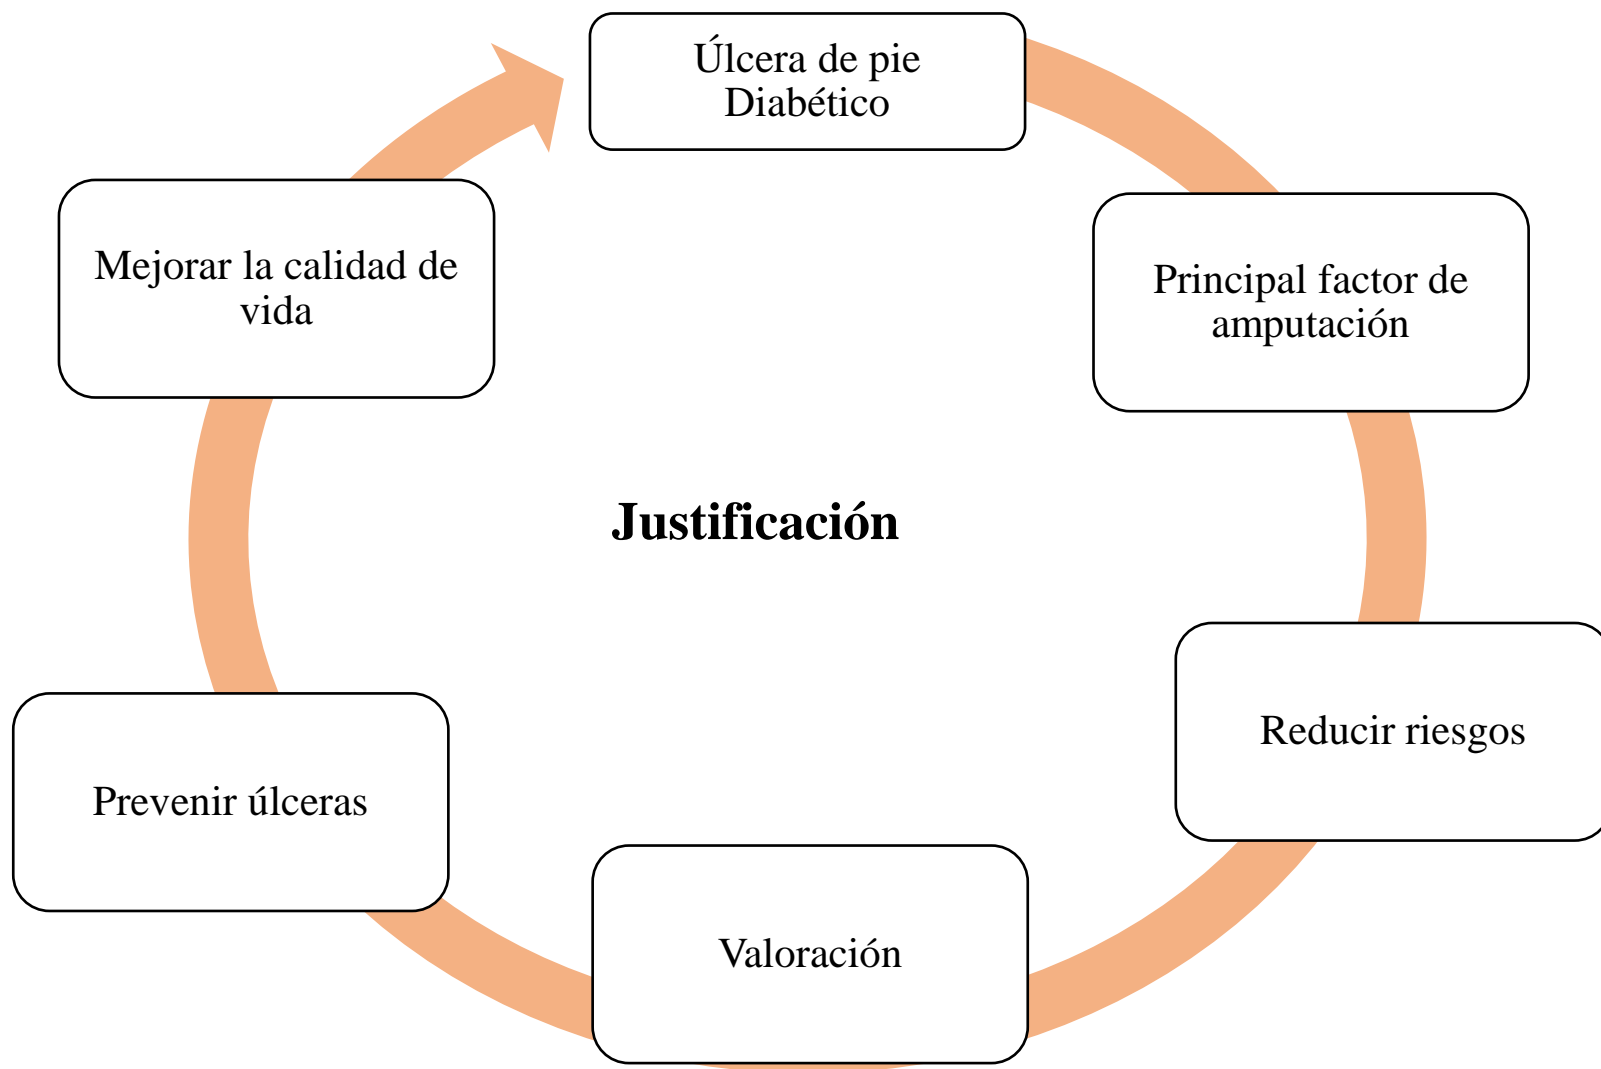 Úlcera de pie
Diabético
Principal factor de
amputación
Reducir riesgos
Valoración
Prevenir úlceras
Mejorar la calidad de
vida
Justificación